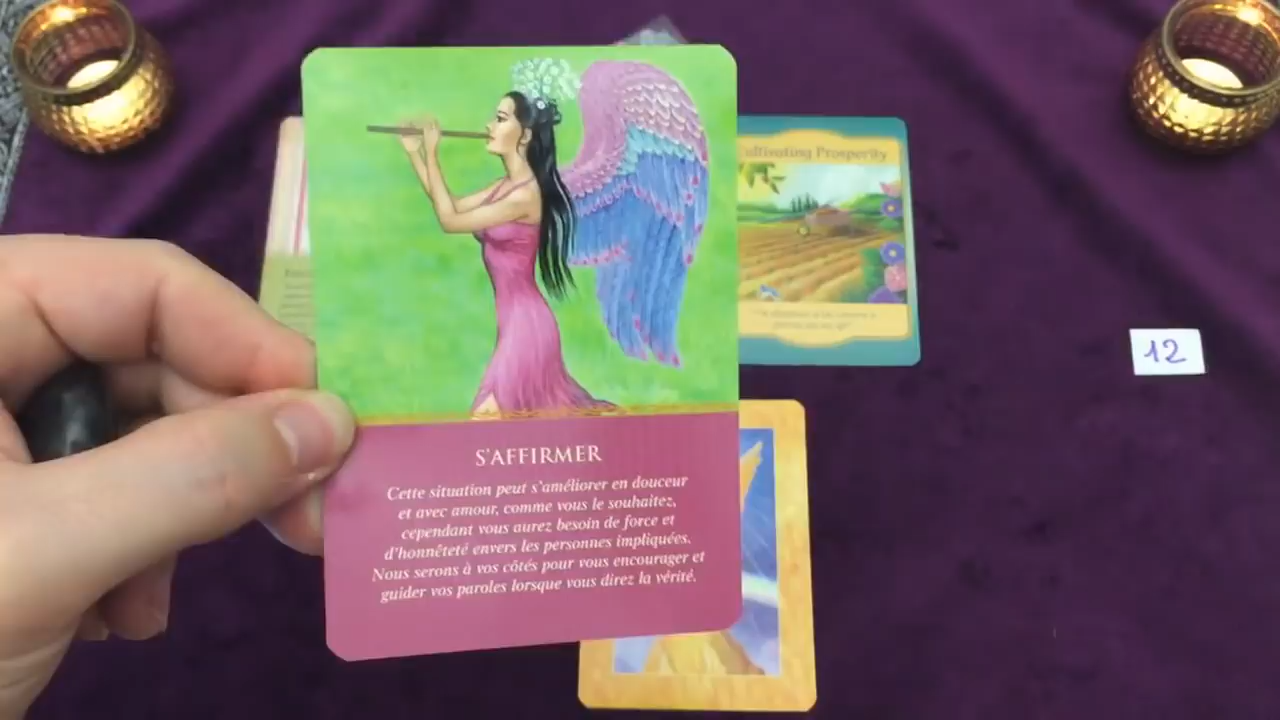 Cultivating Prosperity
12
S'AFFIRMER
Cette situation peut s'améliorer en douceur
et avec amour, comme vous le souhaitez,
cependant vous aurez besoin de force et
d'honnêteté envers les personnes impliquées.
Nous serons à vos côtés pour vous encourager et
guider vos paroles lorsque vous direz la vérité.